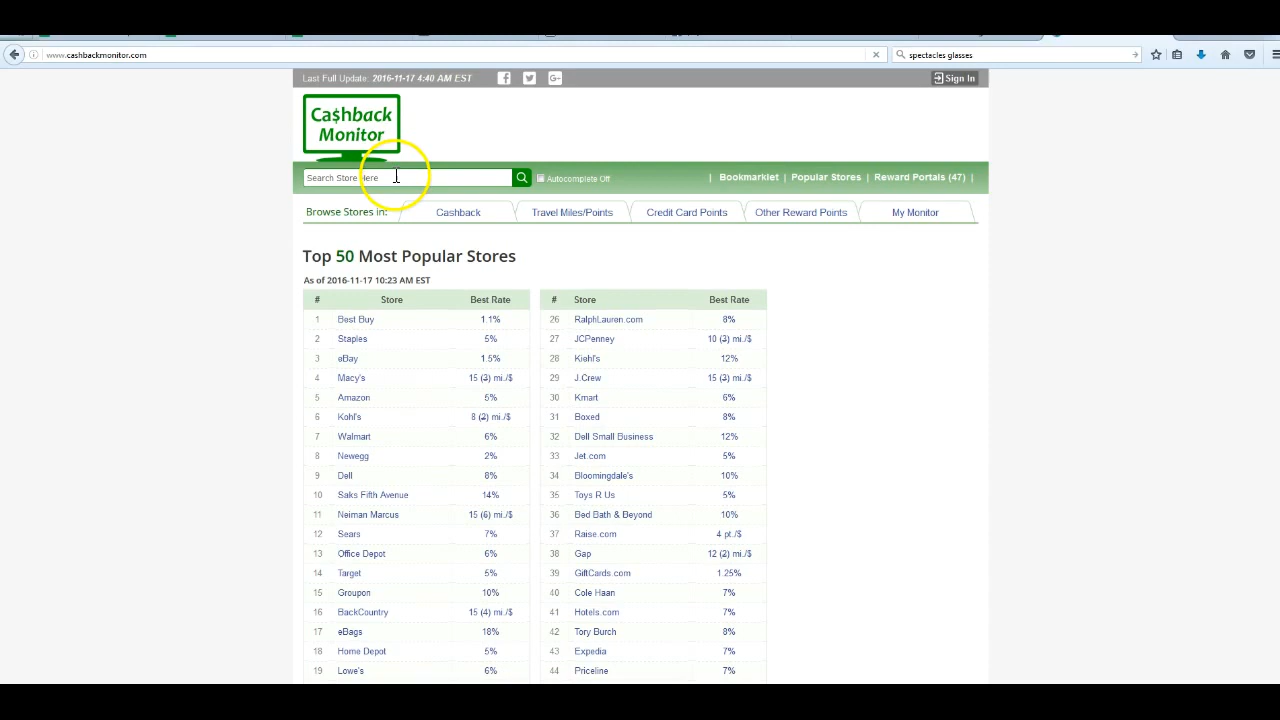 www.cashbackmonitor.com
spectacles glasses
Last Full Update: 2016-11-17 4:40 AM EST
Sign In
Ca$hback
Monitor
Search Store Here
Autocomplete Off
| Bookmarklet | Popular Stores | Reward Portals (47) |
Browse Stores in: Cashback Travel Miles/Points Credit Card Points Other Reward Points My Monitor
Top 50 Most Popular Stores
As of 2016-11-17 10:23 AM EST
# Store Best Rate
1 Best Buy 1.1%
2 Staples 5%
3 eBay 1.5%
4 Macy's 15 (3) mi./$
5 Amazon 5%
6 Kohl's 8 (2) mi./$
7 Walmart 6%
8 Newegg 2%
9 Dell 8%
10 Saks Fifth Avenue 14%
11 Neiman Marcus 15 (6) mi./$
12 Sears 7%
13 Office Depot 6%
14 Target 5%
15 Groupon 10%
16 BackCountry 15 (4) mi./$
17 eBags 18%
18 Home Depot 5%
19 Lowe's 6%
# Store Best Rate
26 RalphLauren.com 8%
27 JCPenney 10 (3) mi./$
28 Kiehl's 12%
29 J.Crew 15 (3) mi./$
30 Kmart 6%
31 Boxed 8%
32 Dell Small Business 12%
33 Jet.com 5%
34 Bloomingdale's 10%
35 Toys R Us 5%
36 Bed Bath & Beyond 10%
37 Raise.com 4 pt./$
38 Gap 12 (2) mi./$
39 GiftCards.com 1.25%
40 Cole Haan 7%
41 Hotels.com 7%
42 Tory Burch 8%
43 Expedia 7%
44 Priceline 7%